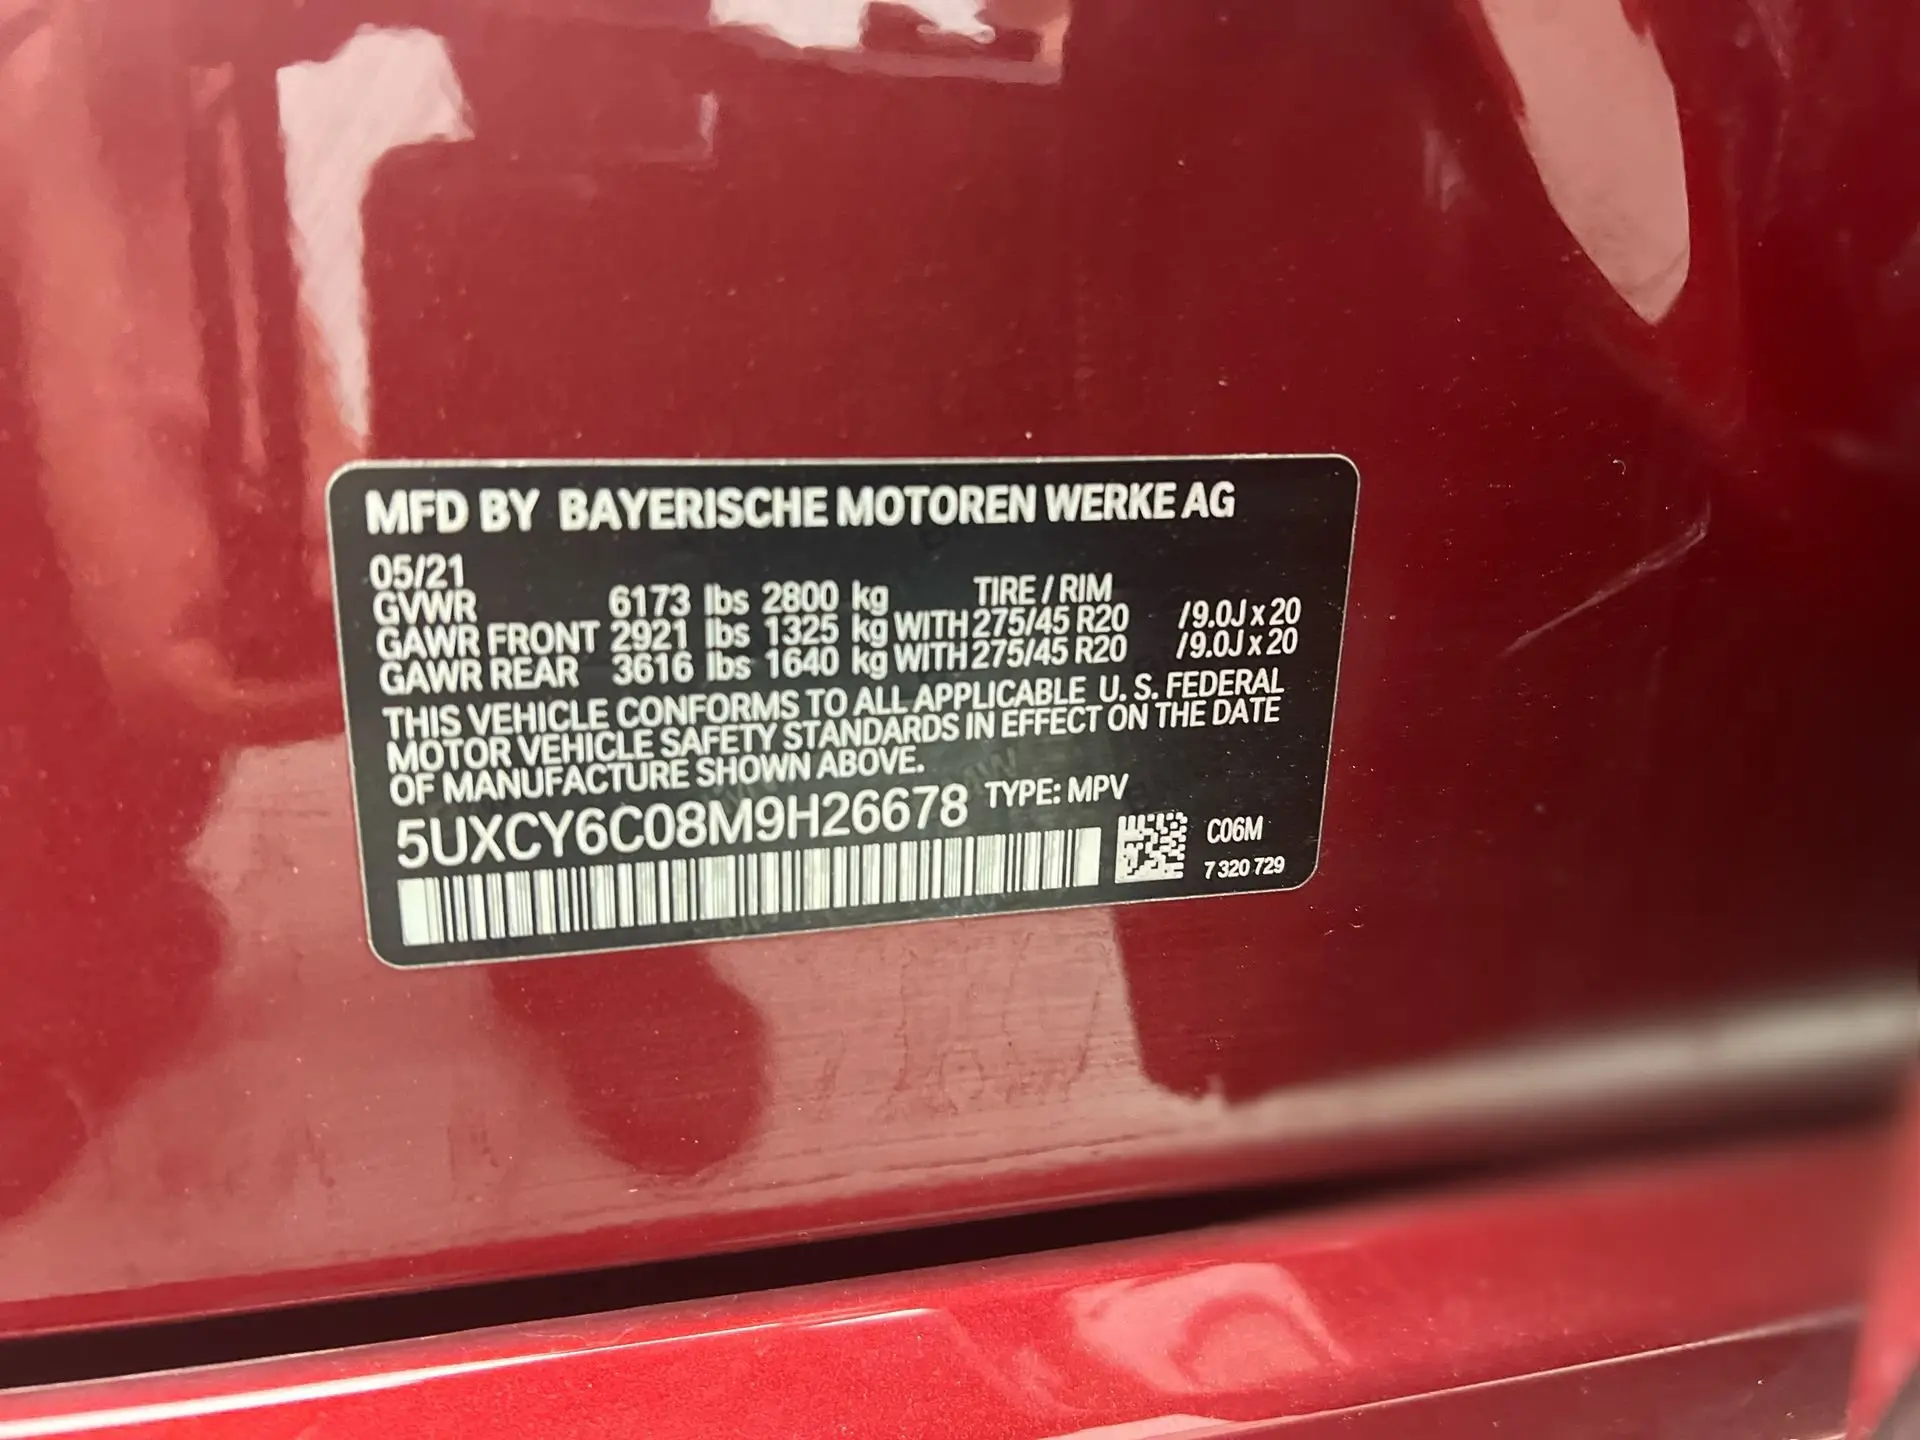 MFD BY BAYERISCHE MOTOREN WERKE AG
05/21
GVWR 6173 lbs 2800 kg TIRE / RIM
GAWR FRONT 2921 lbs 1325 kg WITH 275/45 R20 /9.0J x 20
GAWR REAR 3616 lbs 1640 kg WITH 275/45 R20 /9.0J x 20
THIS VEHICLE CONFORMS TO ALL APPLICABLE U. S. FEDERAL
MOTOR VEHICLE SAFETY STANDARDS IN EFFECT ON THE DATE
OF MANUFACTURE SHOWN ABOVE.
5UXCY6C08M9H26678 TYPE: MPV
C06M
7 320 729